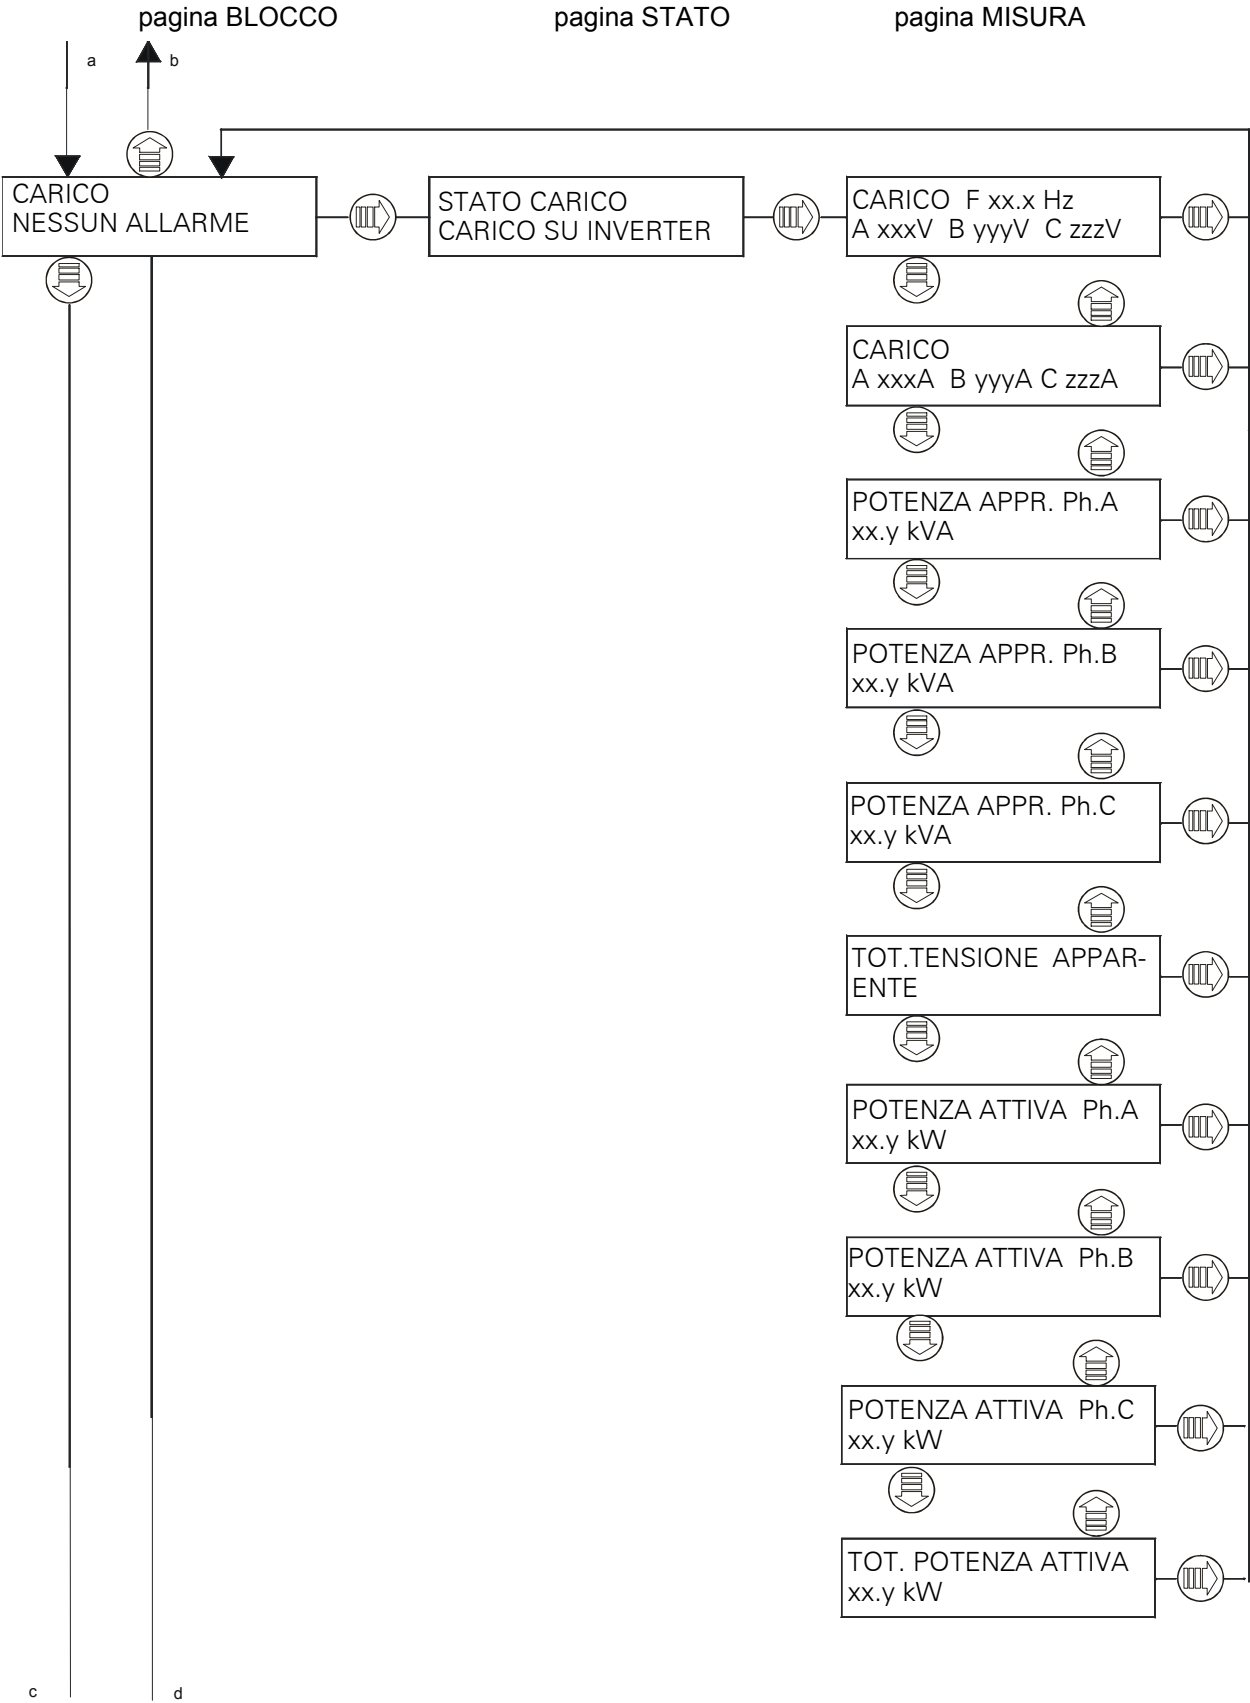 pagina BLOCCO
pagina STATO
pagina MISURA
a
b
CARICO
NESSUN ALLARME
STATO CARICO
CARICO SU INVERTER
CARICO F xx.x Hz
A xxxV B yyyV C zzzV
CARICO
A xxxA B yyyA C zzzA
POTENZA APPR. Ph.A
xx.y kVA
POTENZA APPR. Ph.B
xx.y kVA
POTENZA APPR. Ph.C
xx.y kVA
TOT.TENSIONE APPAR-
ENTE
POTENZA ATTIVA Ph.A
xx.y kW
POTENZA ATTIVA Ph.B
xx.y kW
POTENZA ATTIVA Ph.C
xx.y kW
TOT. POTENZA ATTIVA
xx.y kW
c
d